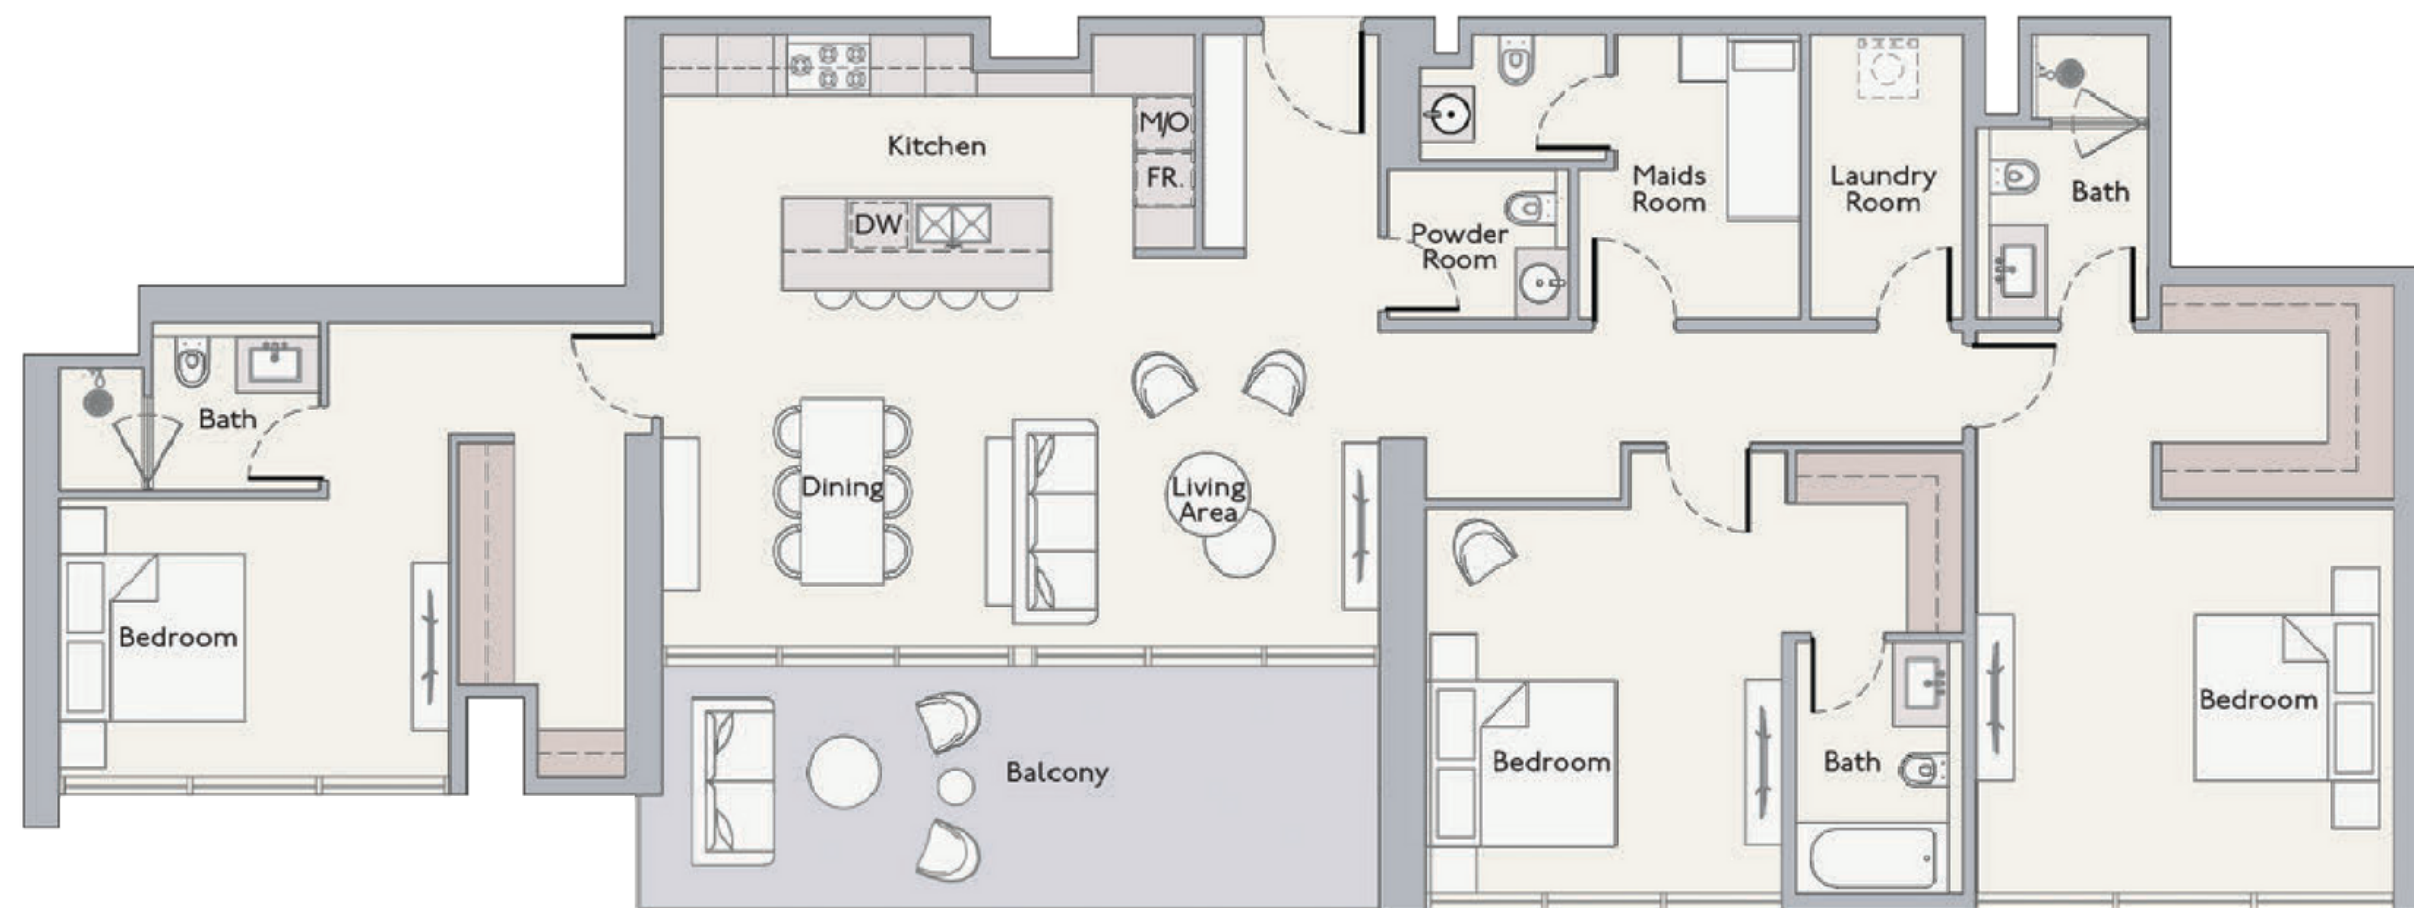 M/O
Kitchen
FR.
Maids
Room
Laundry
Room
Bath
DW
Powder
Room
Bath
Dining
Living
Area
Bedroom
Bedroom
Balcony
Bedroom
Bath